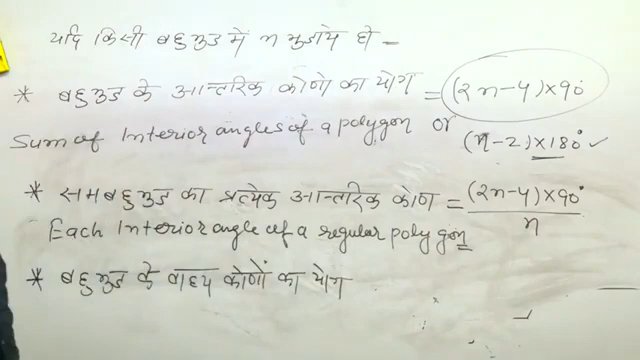 यदि किसी बहुभुज में n भुजाये हो -
* बहुभुज के आन्तरिक कोणो का योग = (2n-4)×90°
Sum of Interior angles of a polygon or (n-2)×180° ✓
* समबहुभुज का प्रत्येक आन्तरिक कोण = (2n-4)×90° / n
Each Interior angle of a regular polygon
* बहुभुज के वाह्य कोणों का योग